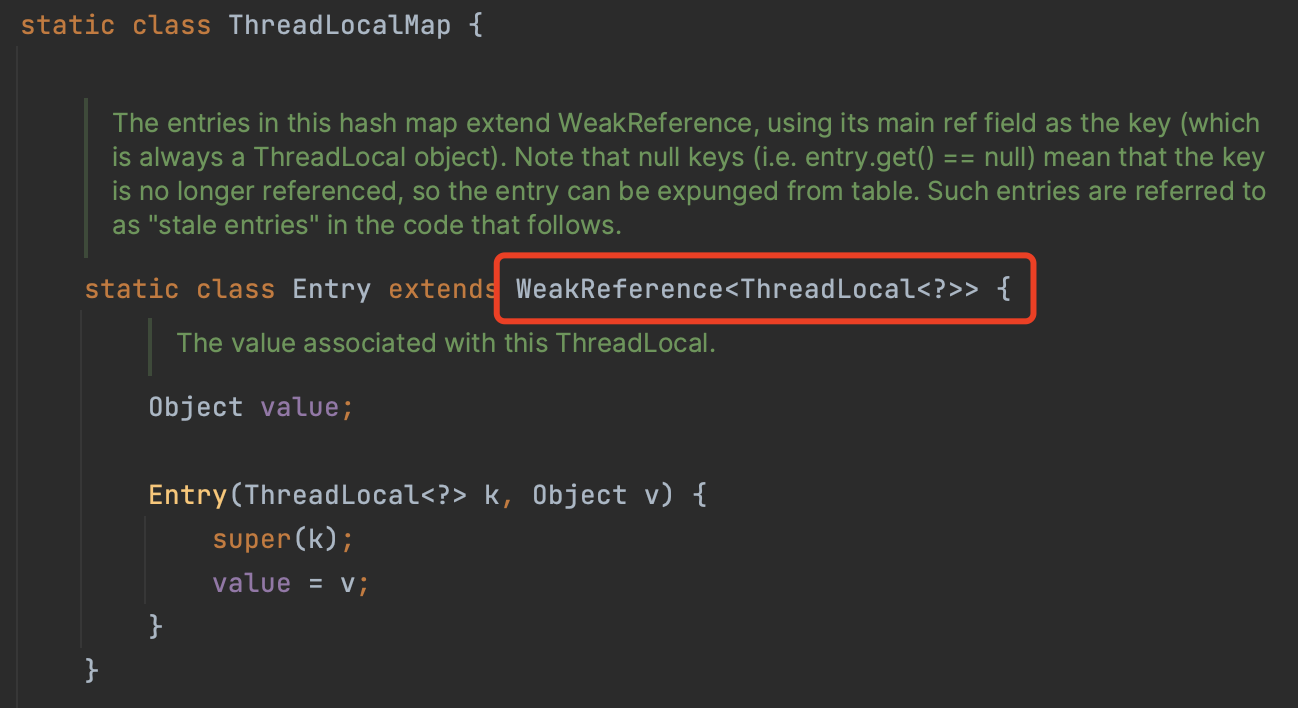 static class ThreadLocalMap {
The entries in this hash map extend WeakReference, using its main ref field as the key (which
is always a ThreadLocal object). Note that null keys (i.e. entry.get() == null) mean that the key
is no longer referenced, so the entry can be expunged from table. Such entries are referred to
as "stale entries" in the code that follows.
static class Entry extends WeakReference<ThreadLocal<?>> {
The value associated with this ThreadLocal.
Object value;
Entry(ThreadLocal<?> k, Object v) {
super(k);
value = v;
}
}